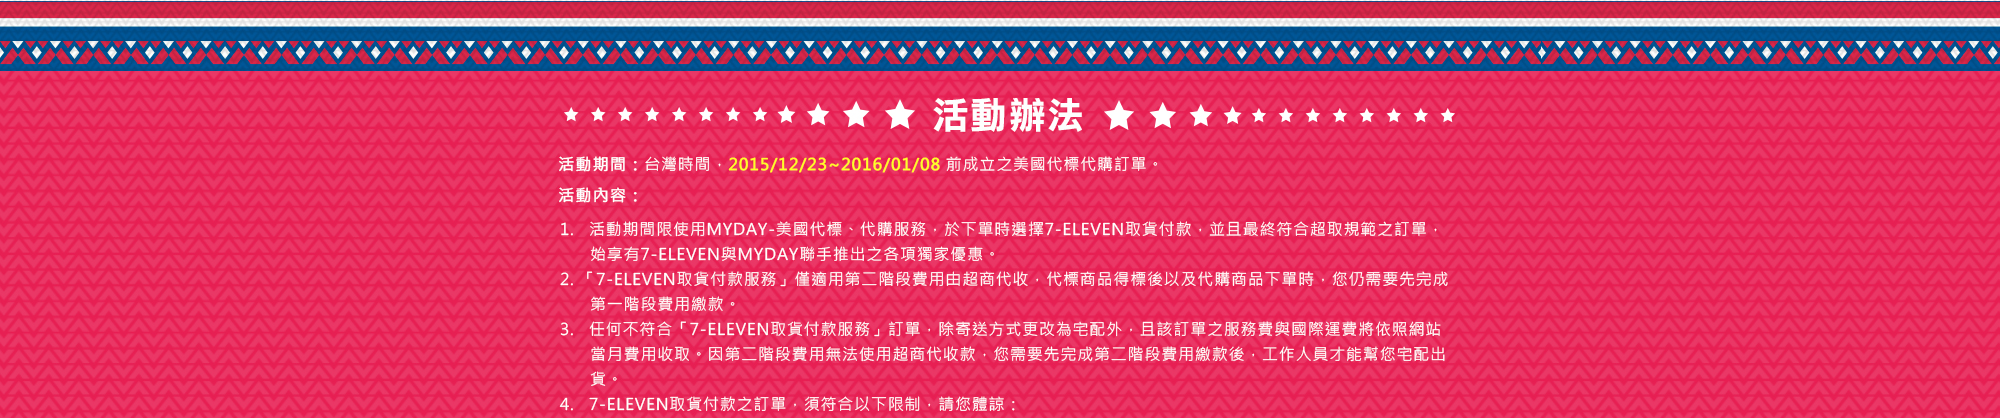 活動辦法
活動期間：台灣時間，2015/12/23~2016/01/08 前成立之美國代標代購訂單。
活動內容：
1. 活動期間限使用MYDAY-美國代標、代購服務，於下單時選擇7-ELEVEN取貨付款，並且最終符合超取規範之訂單，
始享有7-ELEVEN與MYDAY聯手推出之各項獨家優惠。
2.「7-ELEVEN取貨付款服務」僅適用第二階段費用由超商代收，代標商品得標後以及代購商品下單時，您仍需要先完成
第一階段費用繳款。
3. 任何不符合「7-ELEVEN取貨付款服務」訂單，除寄送方式更改為宅配外，且該訂單之服務費與國際運費將依照網站
當月費用收取。因第二階段費用無法使用超商代收款，您需要先完成第二階段費用繳款後，工作人員才能幫您宅配出
貨。
4. 7-ELEVEN取貨付款之訂單，須符合以下限制，請您體諒：